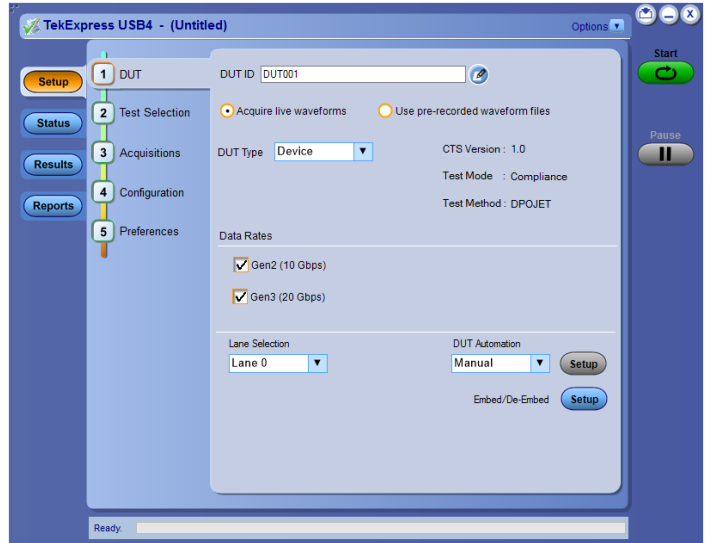 TekExpress USB4 - (Untitled)
Options
Start
Pause
Setup
Status
Results
Reports
1 DUT
2 Test Selection
3 Acquisitions
4 Configuration
5 Preferences
DUT ID DUT001
Acquire live waveforms Use pre-recorded waveform files
DUT Type Device
CTS Version : 1.0
Test Mode : Compliance
Test Method : DPOJET
Data Rates
Gen2 (10 Gbps)
Gen3 (20 Gbps)
Lane Selection
Lane 0
DUT Automation
Manual Setup
Embed/De-Embed Setup
Ready.